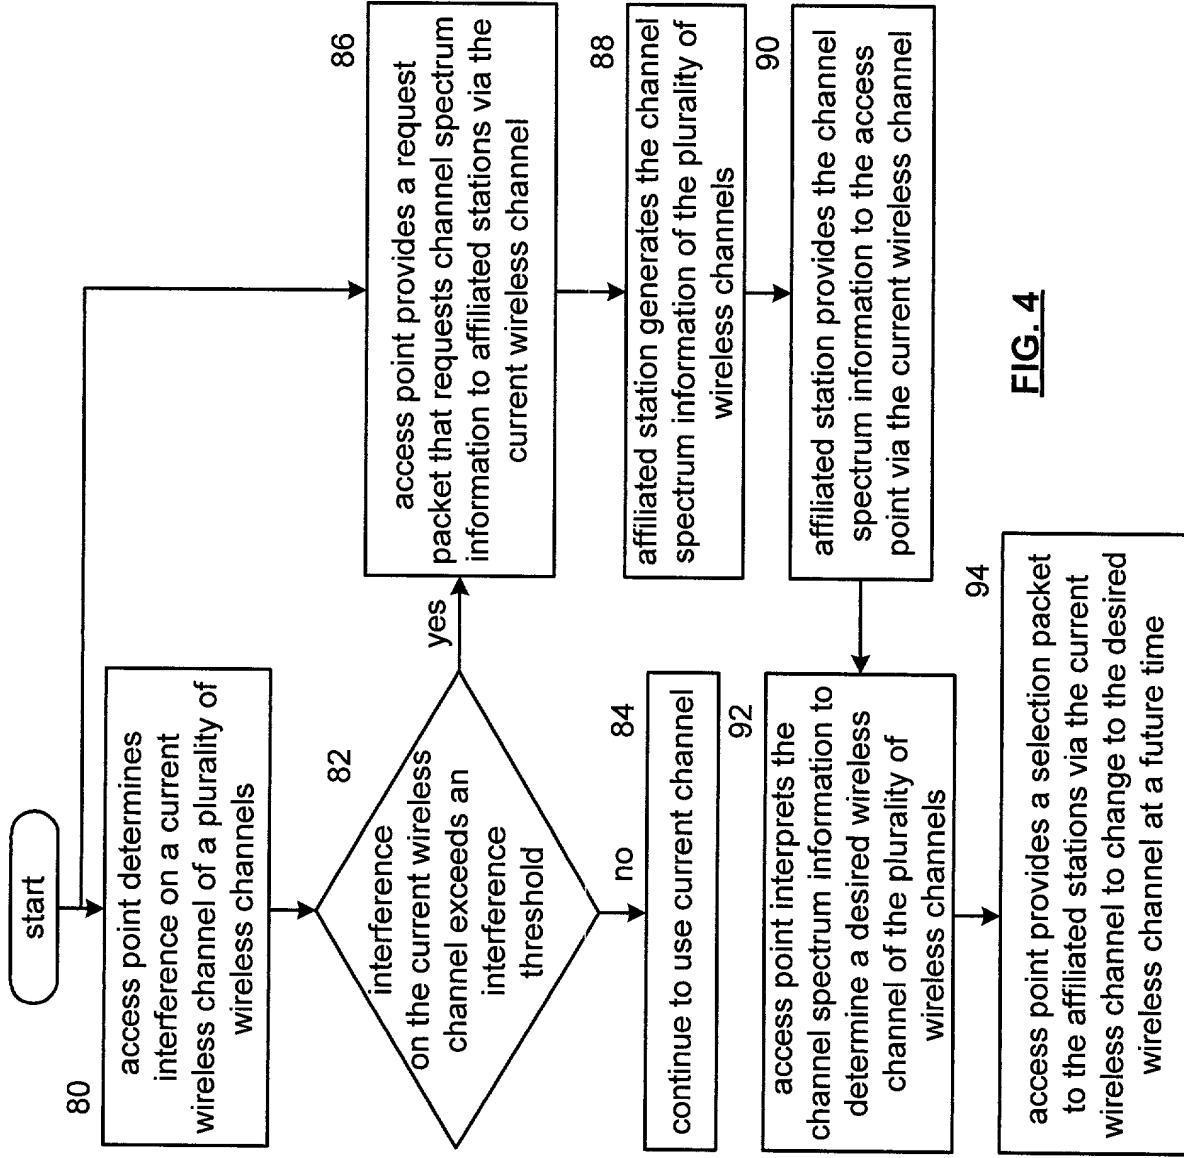 start
80
access point determines
interference on a current
wireless channel of a plurality of
wireless channels
82
interference
on the current wireless
channel exceeds an
interference
threshold
yes
no
84
continue to use current channel
86
access point provides a request
packet that requests channel spectrum
information to affiliated stations via the
current wireless channel
88
affiliated station generates the channel
spectrum information of the plurality of
wireless channels
90
affiliated station provides the channel
spectrum information to the access
point via the current wireless channel
92
access point interprets the
channel spectrum information to
determine a desired wireless
channel of the plurality of
wireless channels
94
access point provides a selection packet
to the affiliated stations via the current
wireless channel to change to the desired
wireless channel at a future time
FIG. 4